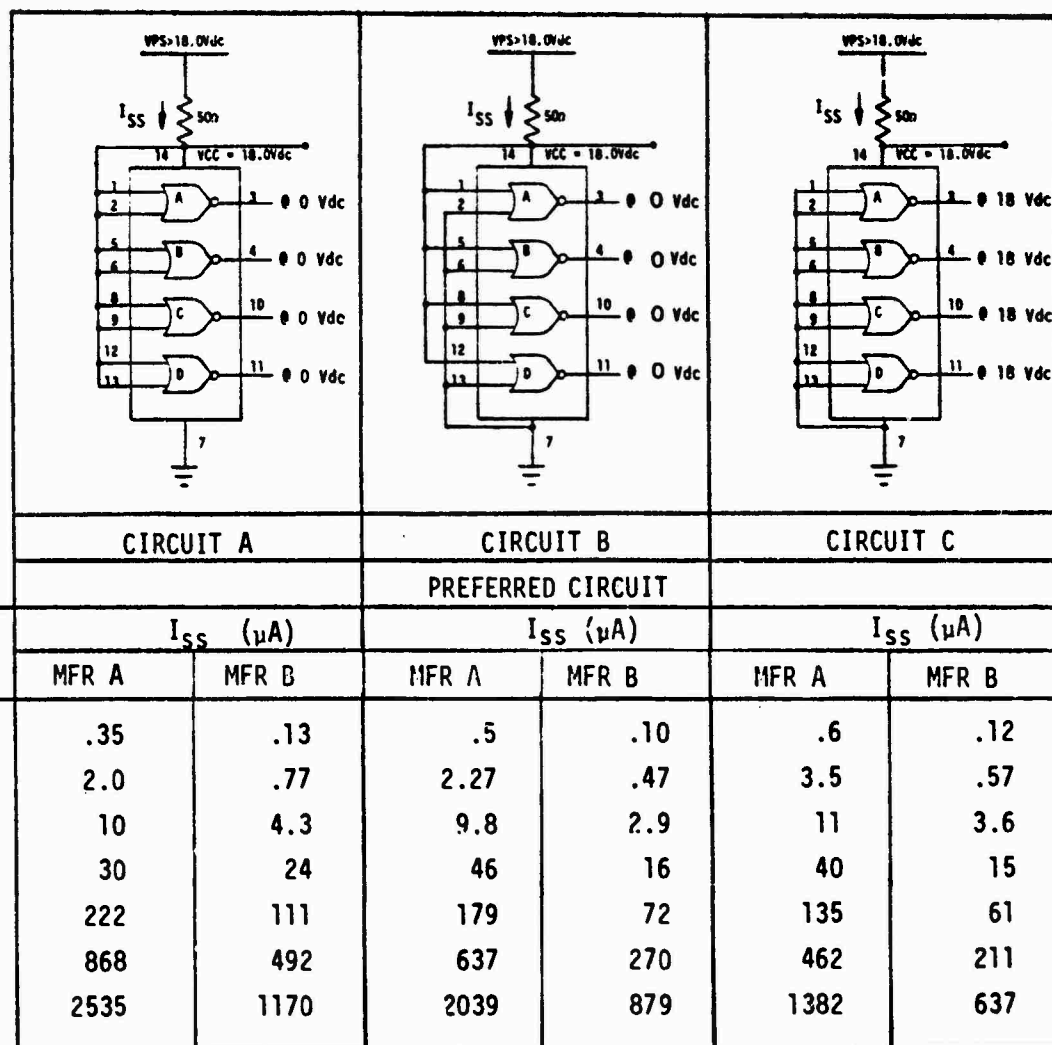 VPS>18.0Vdc
I_SS
50Ω
14
VCC = 18.0Vdc
1
2
A
3
@ 0 Vdc
5
6
B
4
@ 0 Vdc
8
9
C
10
@ 0 Vdc
12
13
D
11
@ 0 Vdc
7
VPS>18.0Vdc
I_SS
50Ω
14
VCC = 18.0Vdc
1
2
A
3
@ 0 Vdc
5
6
B
4
@ 0 Vdc
8
9
C
10
@ 0 Vdc
12
13
D
11
@ 0 Vdc
7
VPS>18.0Vdc
I_SS
50Ω
14
VCC = 18.0Vdc
1
2
A
3
@ 18 Vdc
5
6
B
4
@ 18 Vdc
8
9
C
10
@ 18 Vdc
12
13
D
11
@ 18 Vdc
7
CIRCUIT A CIRCUIT B CIRCUIT C
PREFERRED CIRCUIT
I_SS (µA) I_SS (µA) I_SS (µA)
MFR A MFR B MFR A MFR B MFR A MFR B
.35 .13 .5 .10 .6 .12
2.0 .77 2.27 .47 3.5 .57
10 4.3 9.8 2.9 11 3.6
30 24 46 16 40 15
222 111 179 72 135 61
868 492 637 270 462 211
2535 1170 2039 879 1382 637